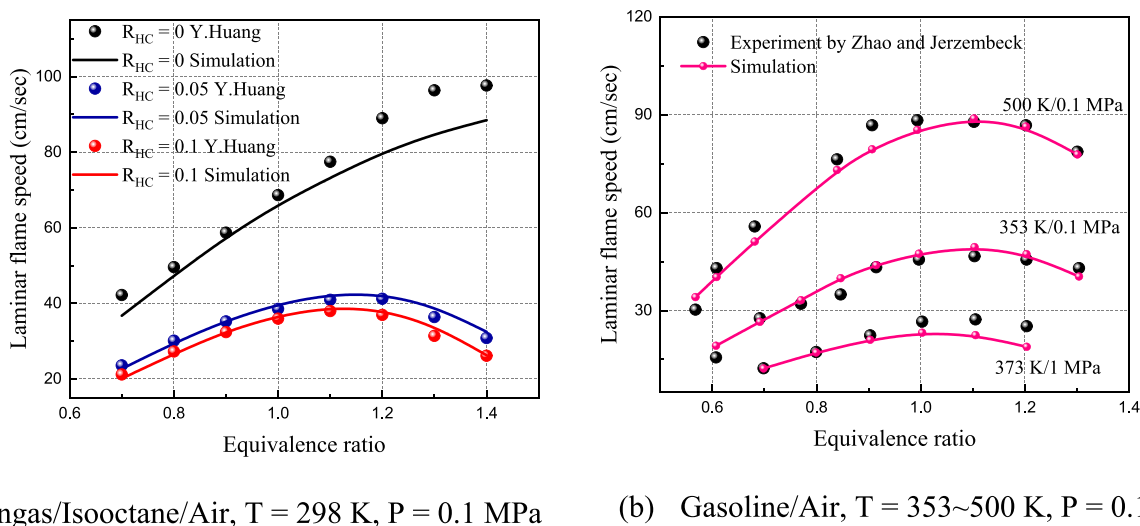 R_HC = 0 Y.Huang
R_HC = 0 Simulation
R_HC = 0.05 Y.Huang
R_HC = 0.05 Simulation
R_HC = 0.1 Y.Huang
R_HC = 0.1 Simulation
Laminar flame speed (cm/sec)
100
80
60
40
20
0.6 0.8 1.0 1.2 1.4
Equivalence ratio
ngas/Isooctane/Air, T = 298 K, P = 0.1 MPa
Experiment by Zhao and Jerzembeck
Simulation
500 K/0.1 MPa
353 K/0.1 MPa
373 K/1 MPa
Laminar flame speed (cm/sec)
120
90
60
30
0.6 0.8 1.0 1.2 1.4
Equivalence ratio
(b) Gasoline/Air, T = 353~500 K, P = 0.1